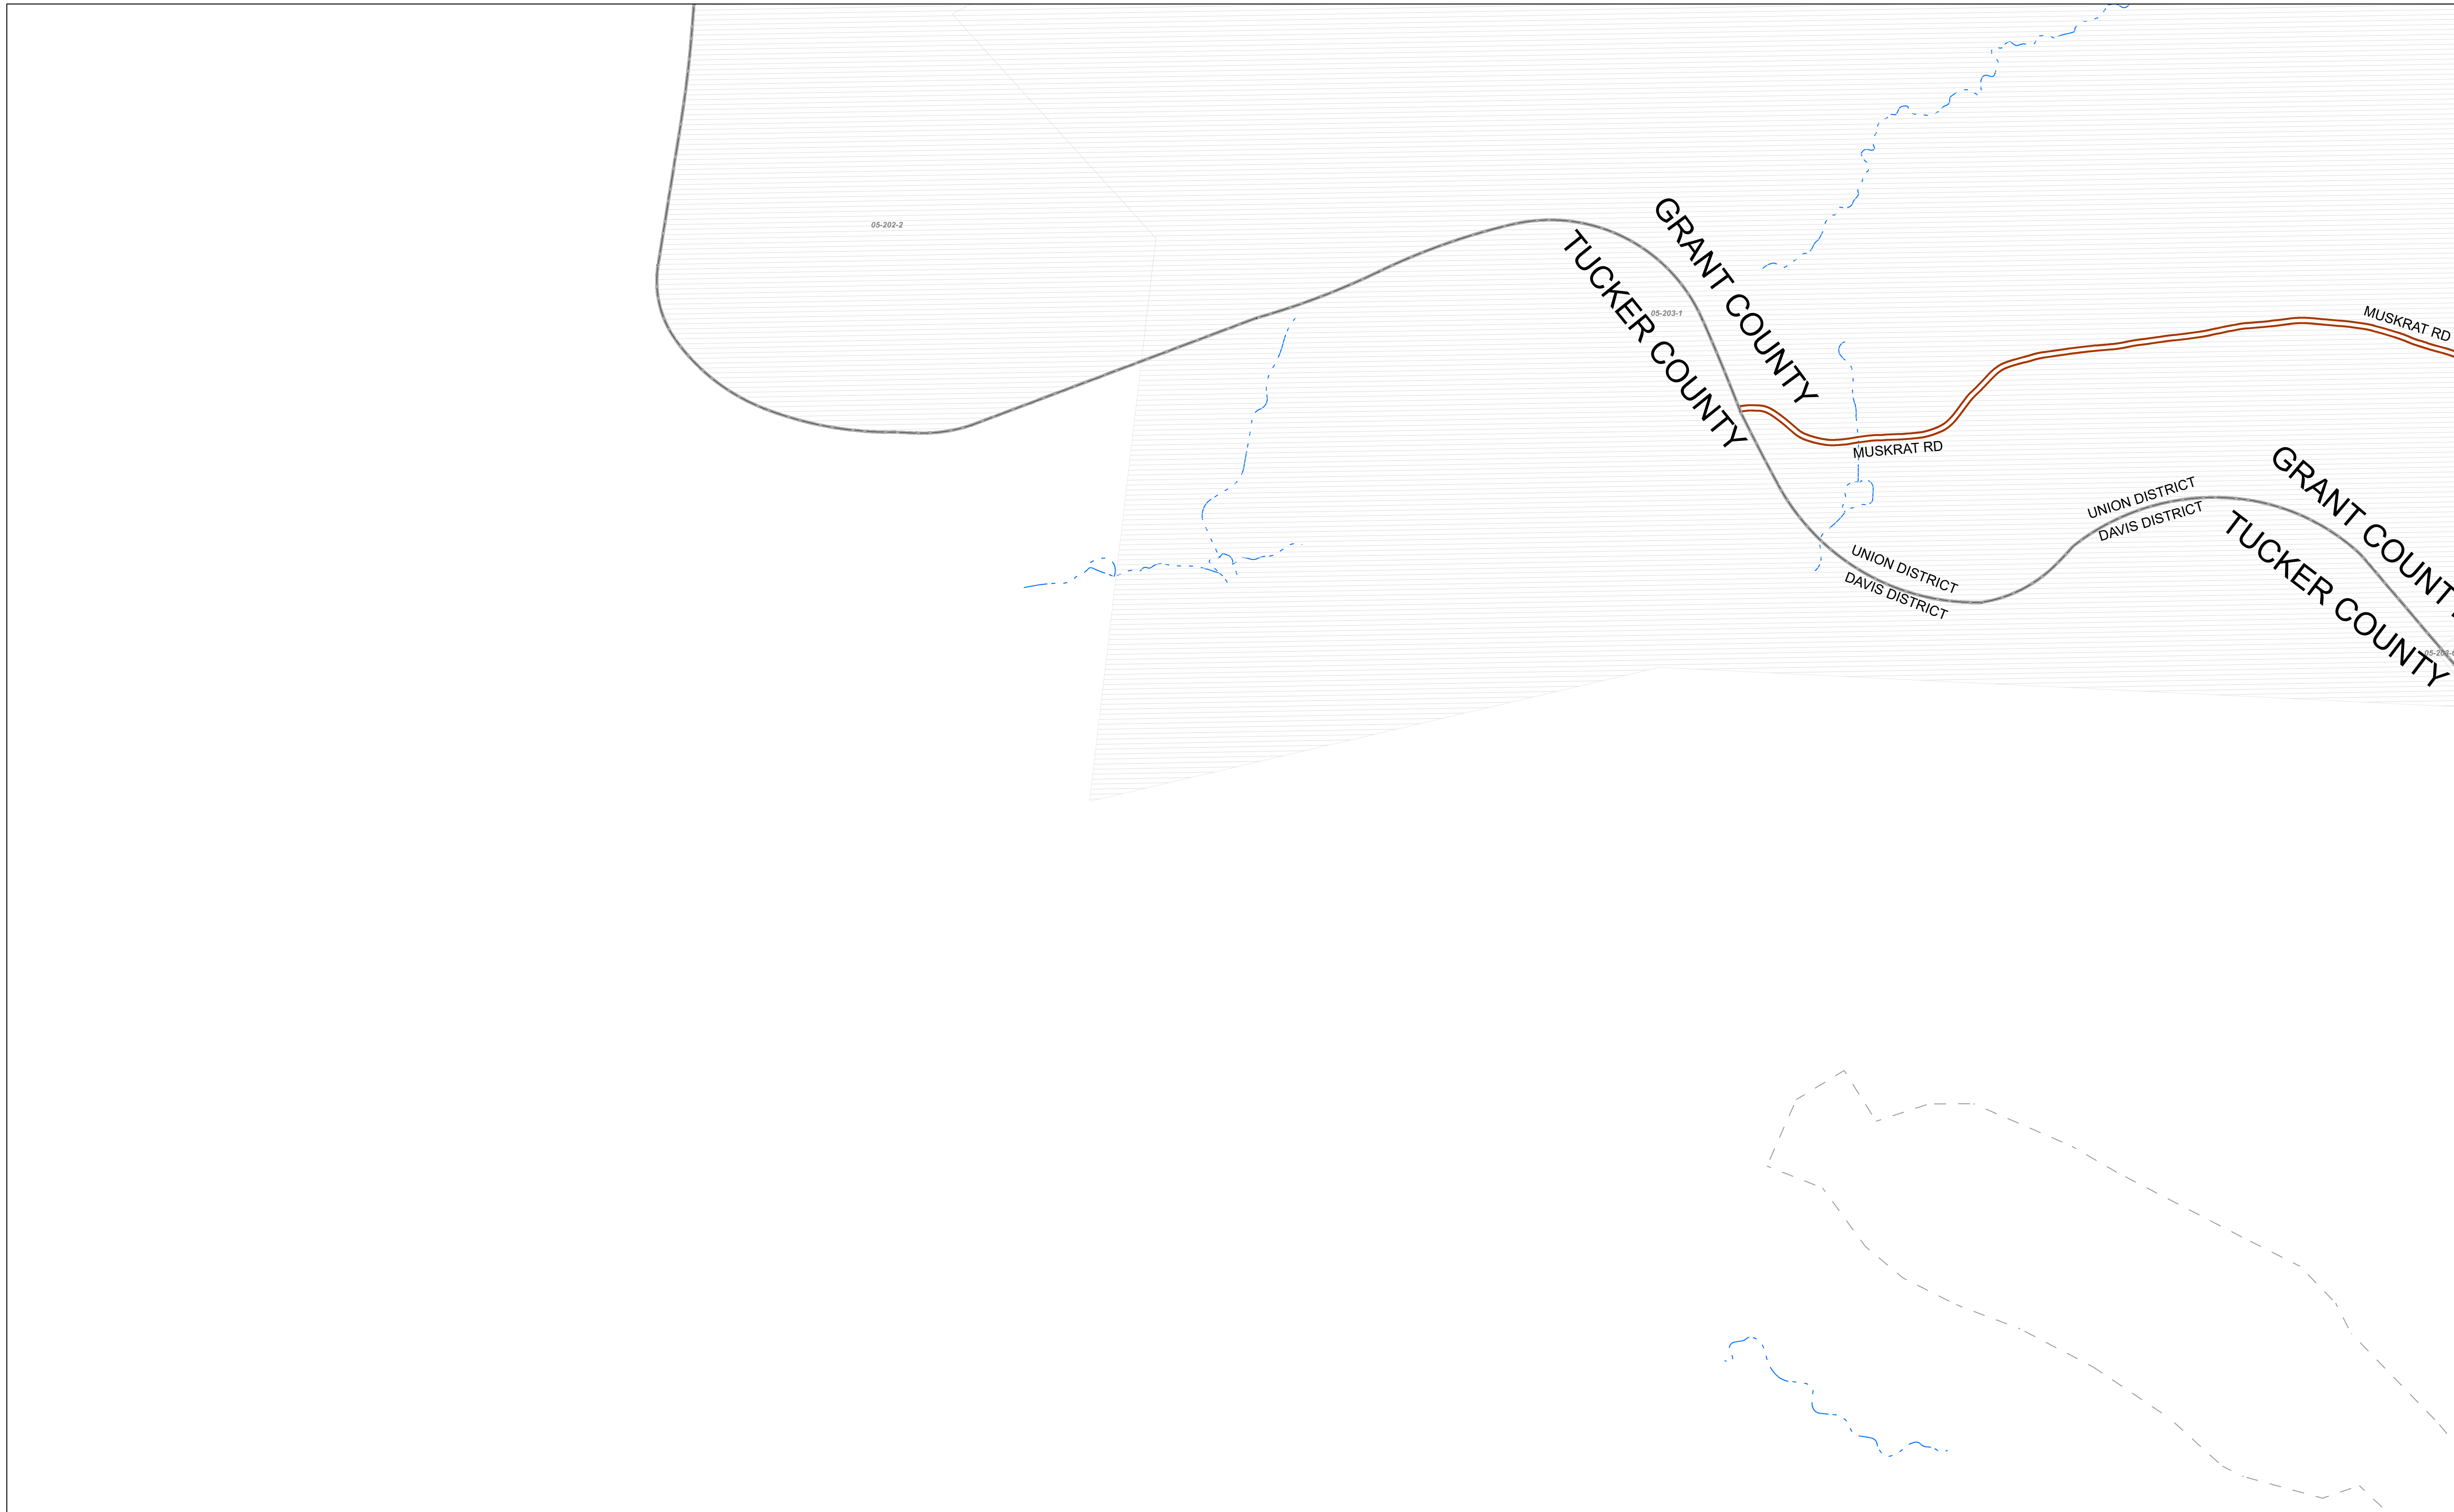 05-202-2
GRANT COUNTY
TUCKER COUNTY
05-203-1
MUSKRAT RD
MUSKRAT RD
GRANT COUNTY
UNION DISTRICT
DAVIS DISTRICT
TUCKER COUNTY
UNION DISTRICT
DAVIS DISTRICT